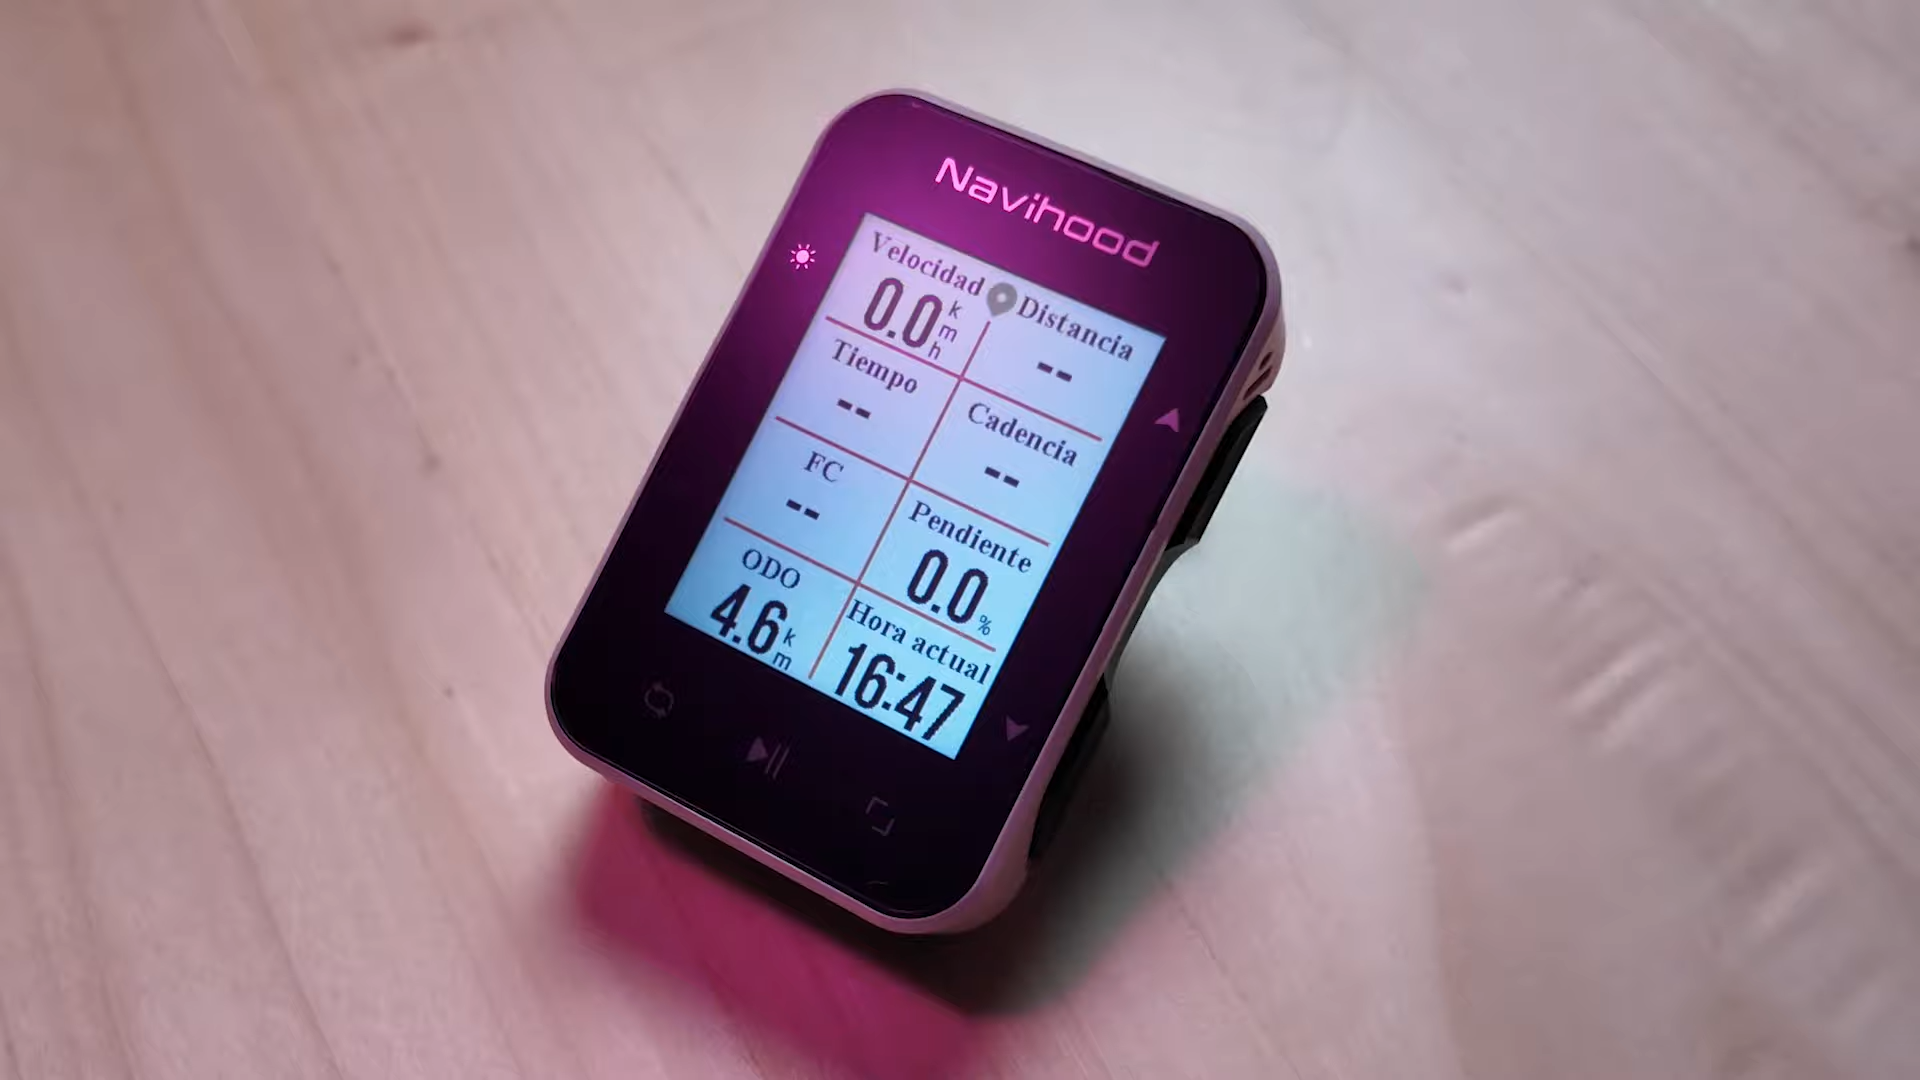 Navihood
Velocidad
0.0 km h
Distancia
--
Tiempo
--
Cadencia
--
FC
--
Pendiente
0.0 %
ODO
4.6 km
Hora actual
16:47